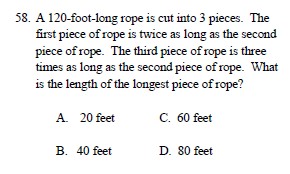 58. A 120-foot-long rope is cut into 3 pieces. The
first piece of rope is twice as long as the second
piece of rope. The third piece of rope is three
times as long as the second piece of rope. What
is the length of the longest piece of rope?
A. 20 feet C. 60 feet
B. 40 feet D. 80 feet